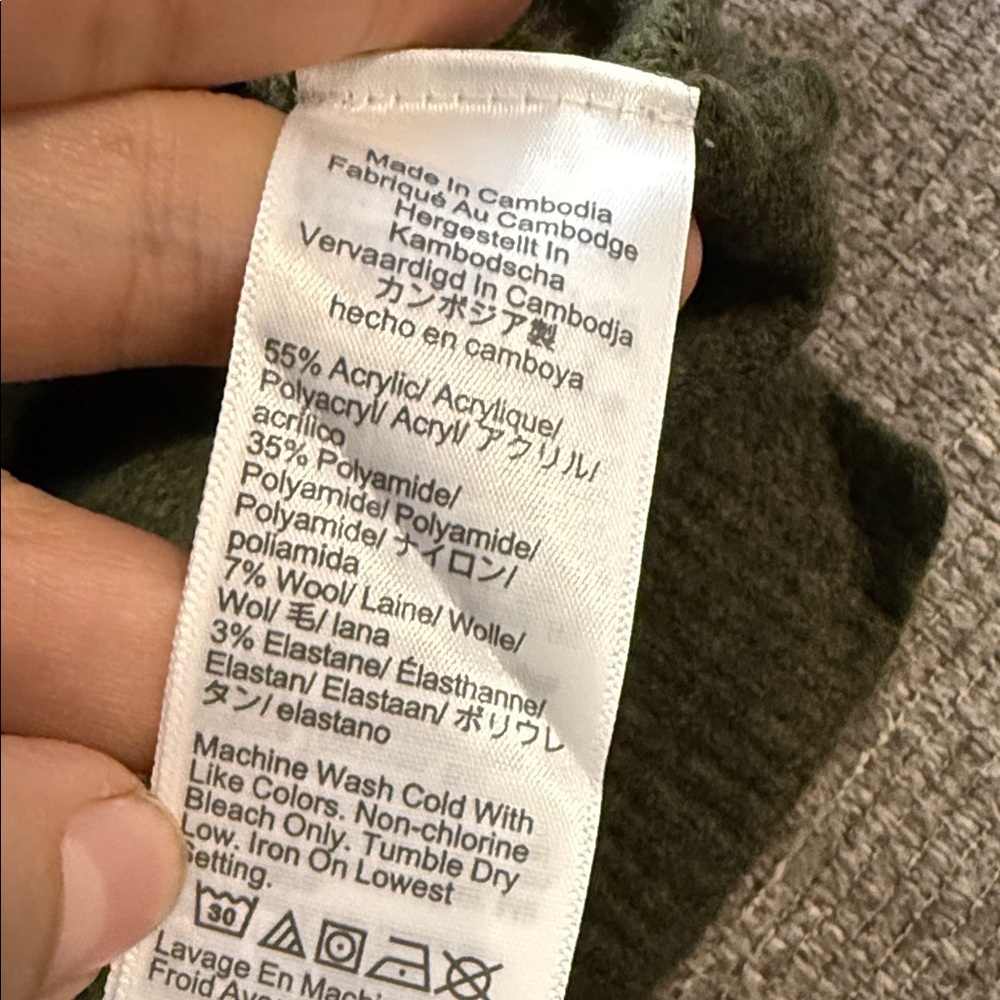 Made In Cambodia
Fabriqué Au Cambodge
Hergestellt In
Kambodscha
Vervaardigd In Cambodja
カンボジア製
hecho en camboya
55% Acrylic/ Acrylique/
Polyacryl/ Acryl/ アクリル/
acrílico
35% Polyamide/
Polyamide/ Polyamide/
Polyamide/ ナイロン/
poliamida
7% Wool/ Laine/ Wolle/
Wol/ 毛/ lana
3% Elastane/ Élasthanne/
Elastan/ Elastaan/ ポリウレ
タン/ elastano
Machine Wash Cold With
Like Colors. Non-chlorine
Bleach Only. Tumble Dry
Low. Iron On Lowest
Setting.
30
Lavage En
Froid